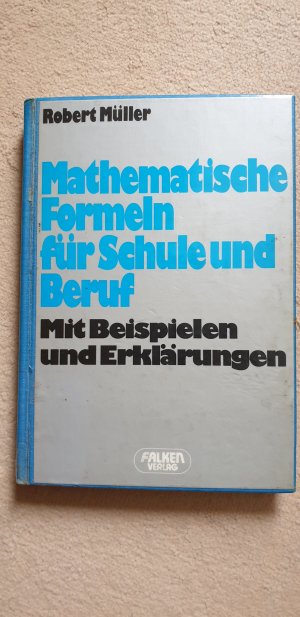 Robert Müller
Mathematische
Formeln
für Schule und
Beruf
Mit Beispielen
und Erklärungen
FALKEN
VERLAG